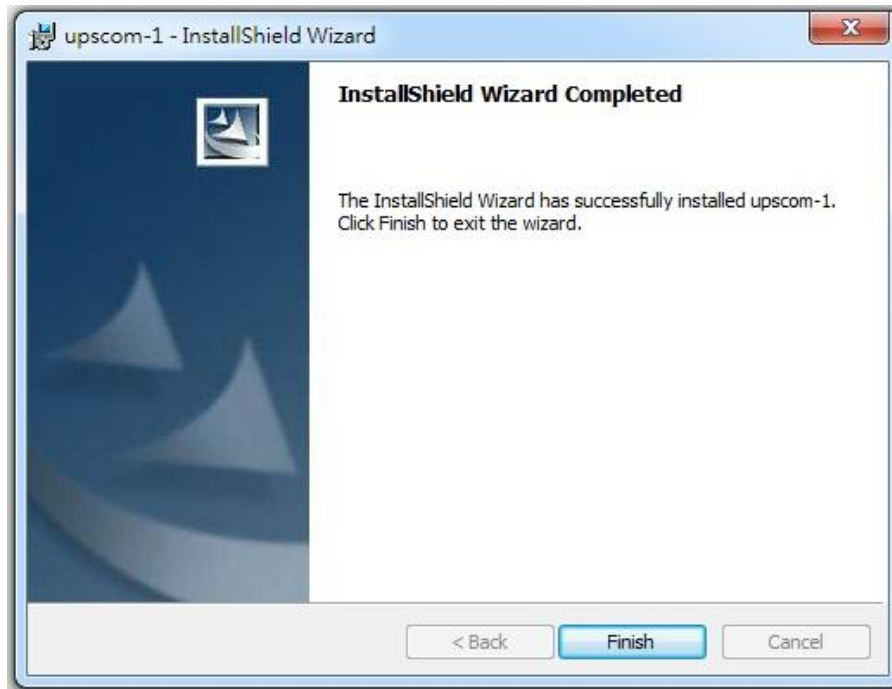 upscom-1 - InstallShield Wizard
InstallShield Wizard Completed
The InstallShield Wizard has successfully installed upscom-1.
Click Finish to exit the wizard.
< Back
Finish
Cancel